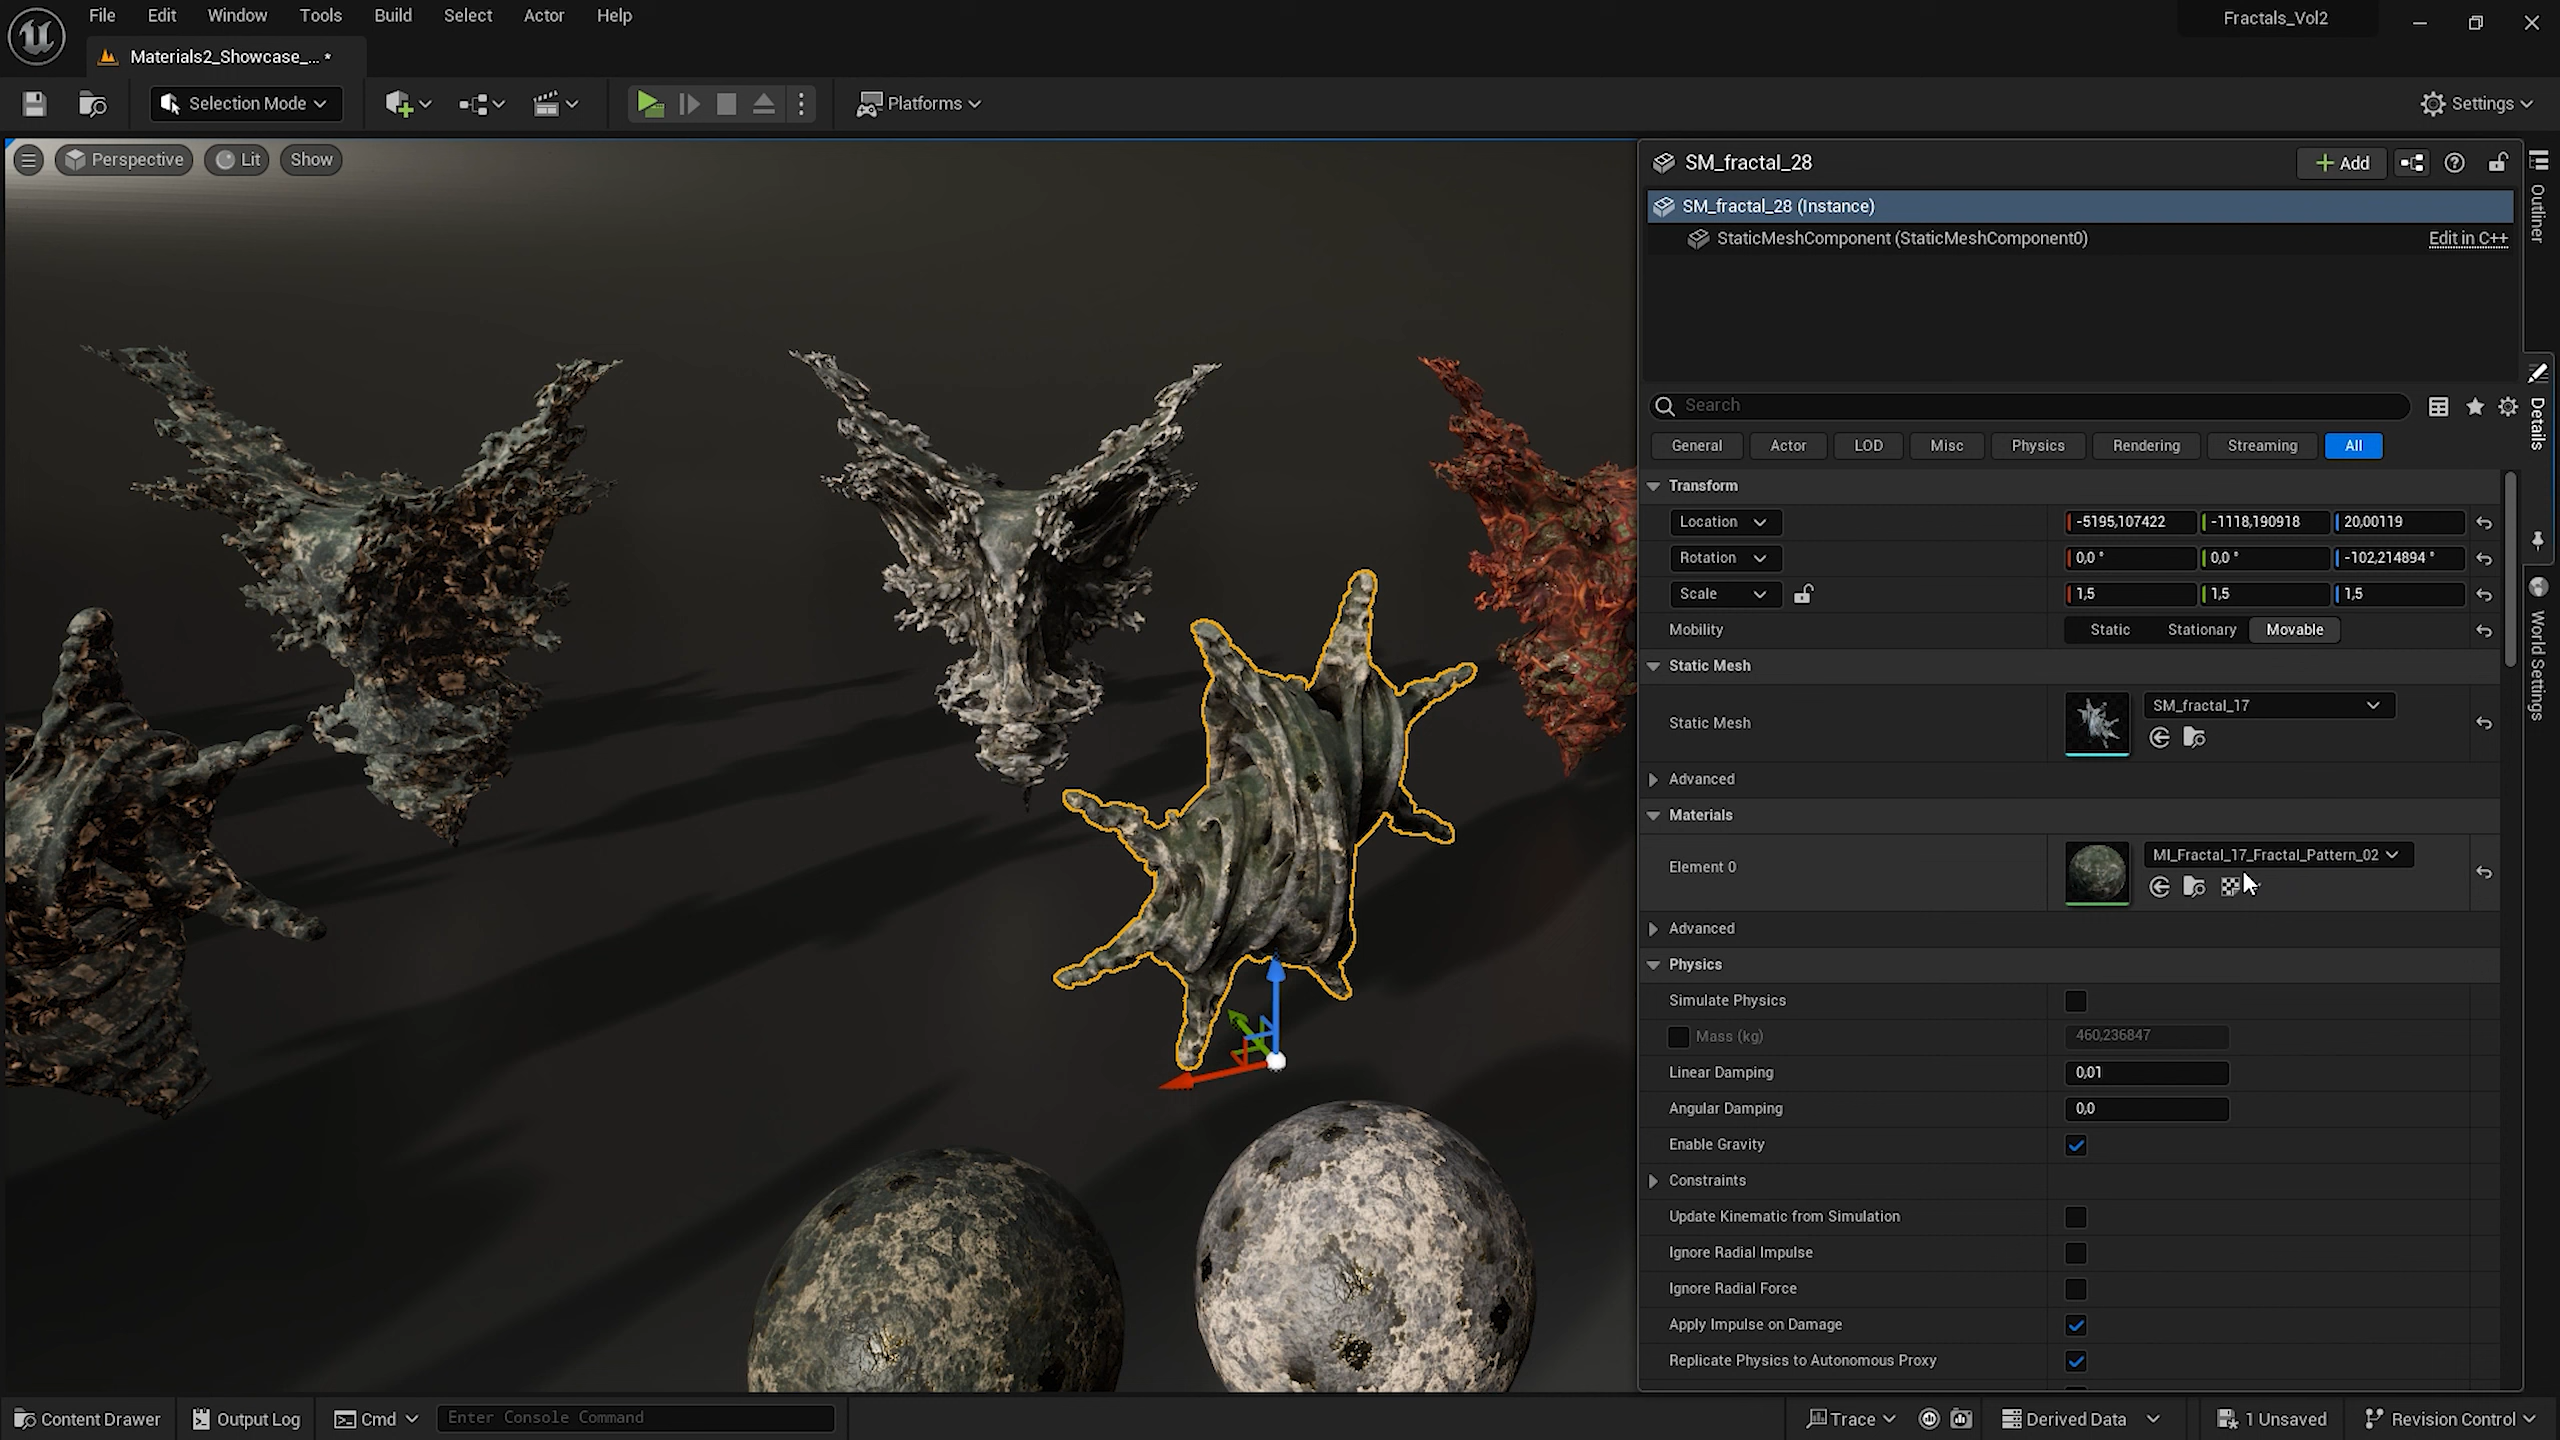 File Edit Window Tools Build Select Actor Help
Fractals_Vol2
Materials2_Showcase_... *
Selection Mode
Platforms
Settings
Perspective Lit Show
SM_fractal_28
Add
SM_fractal_28 (Instance)
StaticMeshComponent (StaticMeshComponent0)
Edit in C++
Outliner
Search
Details
General Actor LOD Misc Physics Rendering Streaming All
Transform
Location -5195,107422 -1118,190918 20,00119
Rotation 0,0 ° 0,0 ° -102,214894 °
Scale 1,5 1,5 1,5
Mobility Static Stationary Movable
World Settings
Static Mesh
Static Mesh SM_fractal_17
Advanced
Materials
Element 0 MI_Fractal_17_Fractal_Pattern_02
Advanced
Physics
Simulate Physics
Mass (kg) 460,236847
Linear Damping 0,01
Angular Damping 0,0
Enable Gravity
Constraints
Update Kinematic from Simulation
Ignore Radial Impulse
Ignore Radial Force
Apply Impulse on Damage
Replicate Physics to Autonomous Proxy
Content Drawer Output Log Cmd Enter Console Command Trace Derived Data 1 Unsaved Revision Control